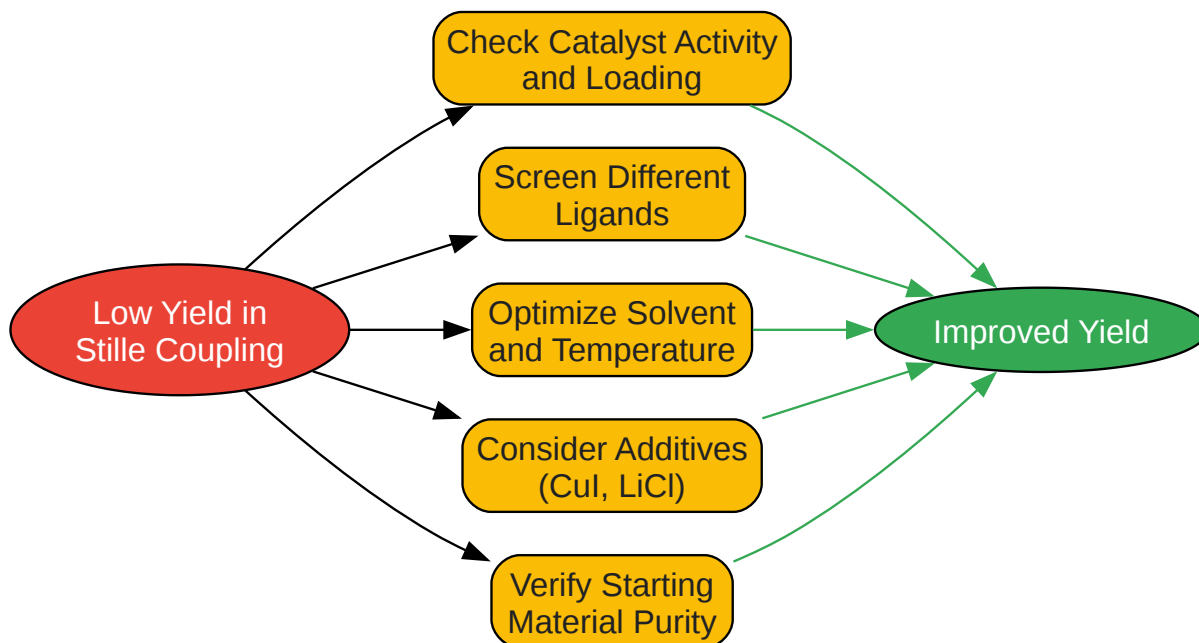 Check Catalyst Activity
and Loading
Screen Different
Ligands
Low Yield in
Stille Coupling
Optimize Solvent
and Temperature
Improved Yield
Consider Additives
(CuI, LiCl)
Verify Starting
Material Purity